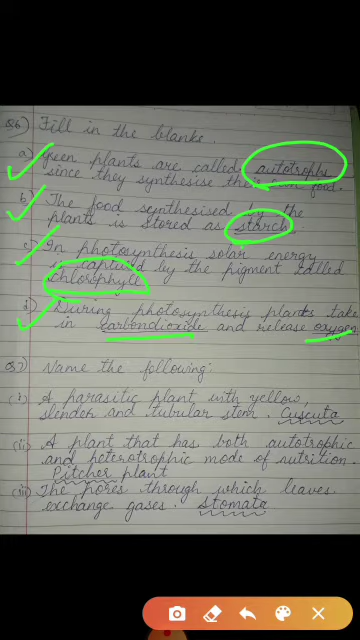 Q6) Fill in the blanks.
a) Green plants are called autotrophs
since they synthesise their own food.
b) The food synthesised by the
plants is stored as starch
c) In photosynthesis solar energy
is captured by the pigment called
chlorophyll
d) During photosynthesis plants take
in carbondioxide and release oxygen
Q7) Name the following:
(i) A parasitic plant with yellow,
slender and tubular stem. Cuscuta
(ii) A plant that has both autotrophic
and heterotrophic mode of nutrition.
Pitcher plant
(iii) The pores through which leaves
exchange gases. Stomata